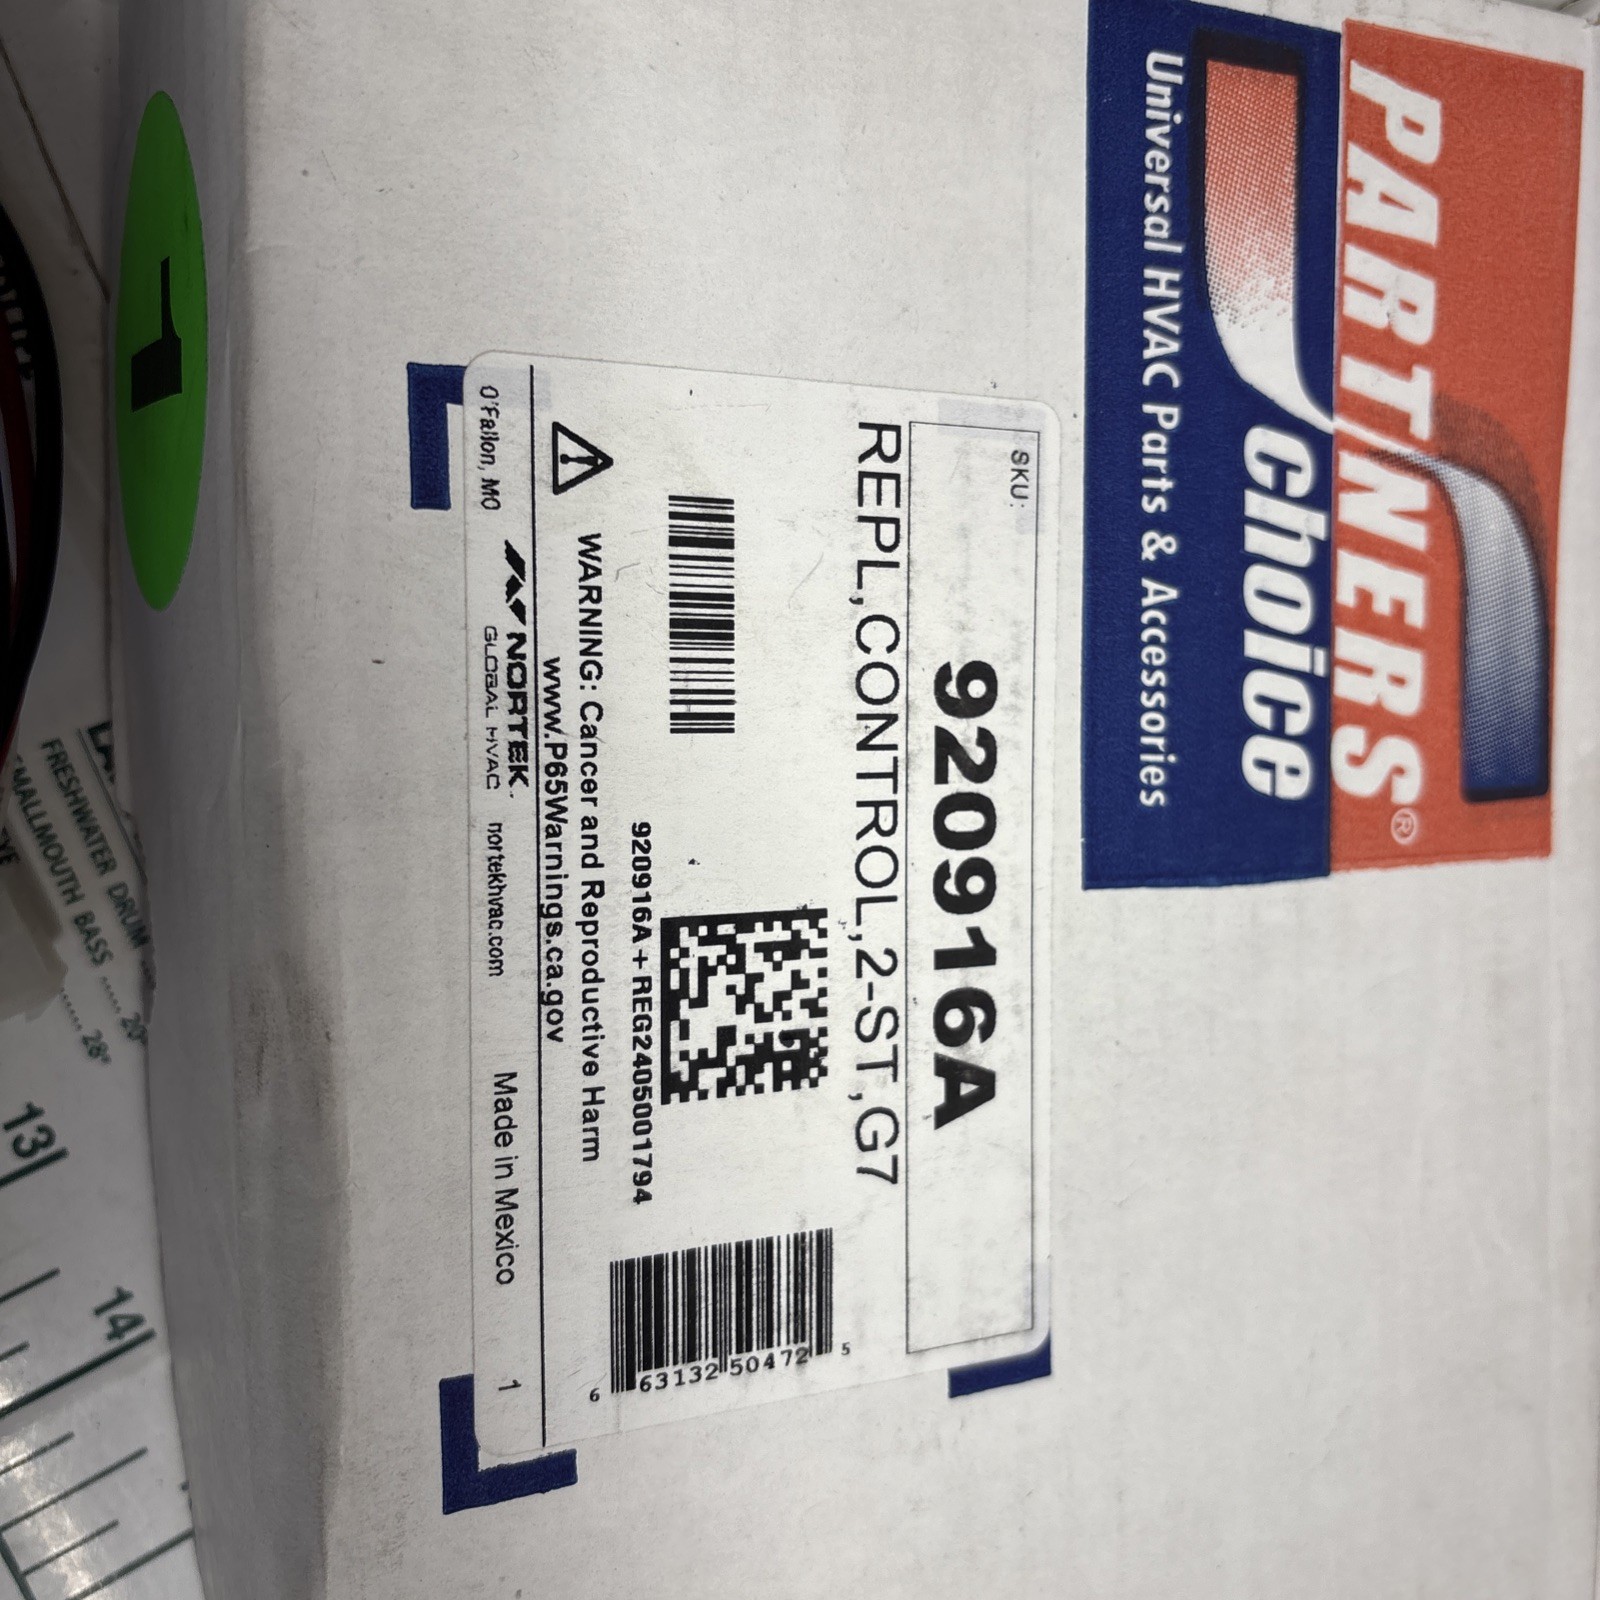 PARTNERS®
choice
Universal HVAC Parts & Accessories
SKU:
920916A
REPL,CONTROL,2-ST,G7
920916A + REG2405001794
6 63132 50472 5
WARNING: Cancer and Reproductive Harm
www.P65Warnings.ca.gov
O'Fallon, MO NORTEK nortekhvac.com Made in Mexico 1
GLOBAL HVAC
L
FRESHWATER DRUM
SMALLMOUTH BASS ...... 20"
28"
13
14